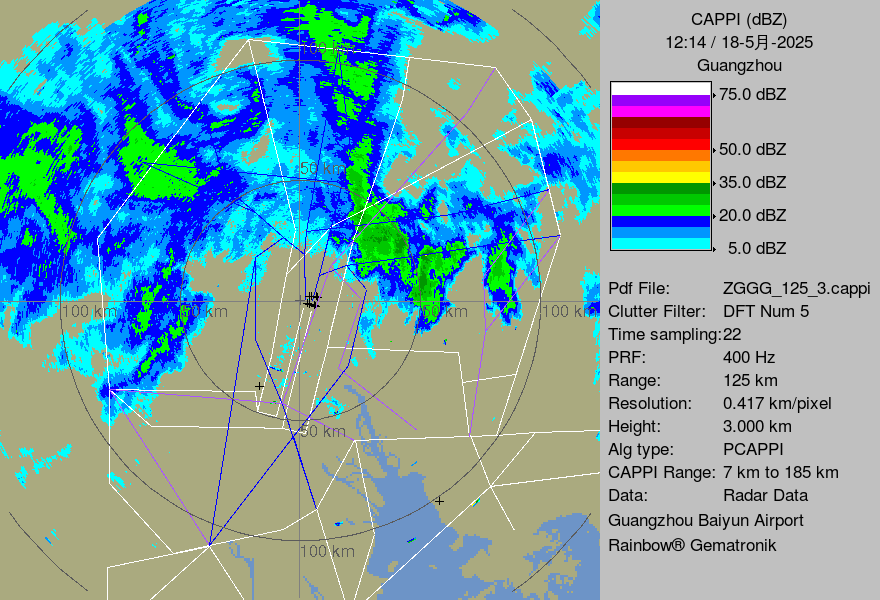 CAPPI (dBZ)
12:14 / 18-5月-2025
Guangzhou
75.0 dBZ
50.0 dBZ
35.0 dBZ
20.0 dBZ
5.0 dBZ
Pdf File: ZGGG_125_3.cappi
Clutter Filter: DFT Num 5
Time sampling:22
PRF: 400 Hz
Range: 125 km
Resolution: 0.417 km/pixel
Height: 3.000 km
Alg type: PCAPPI
CAPPI Range: 7 km to 185 km
Data: Radar Data
Guangzhou Baiyun Airport
Rainbow® Gematronik
100 km
50 km
100 km
50 km
50 km
100 km
50 km
100 km